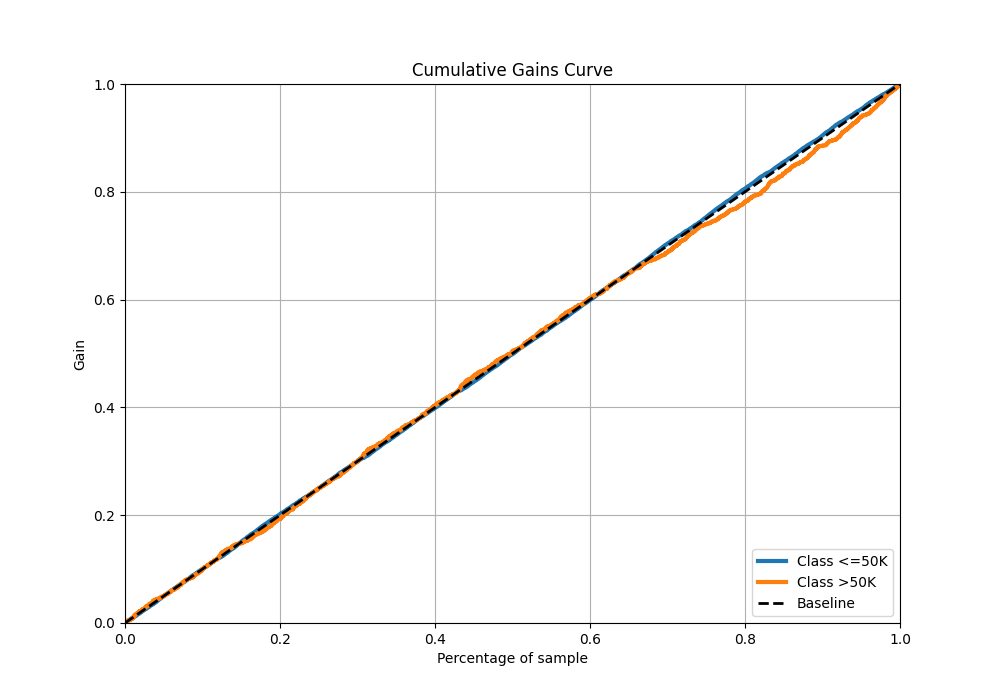 Cumulative Gains Curve
Gain
1.0
0.8
0.6
0.4
0.2
0.0
0.0 0.2 0.4 0.6 0.8 1.0
Percentage of sample
Class <=50K
Class >50K
Baseline